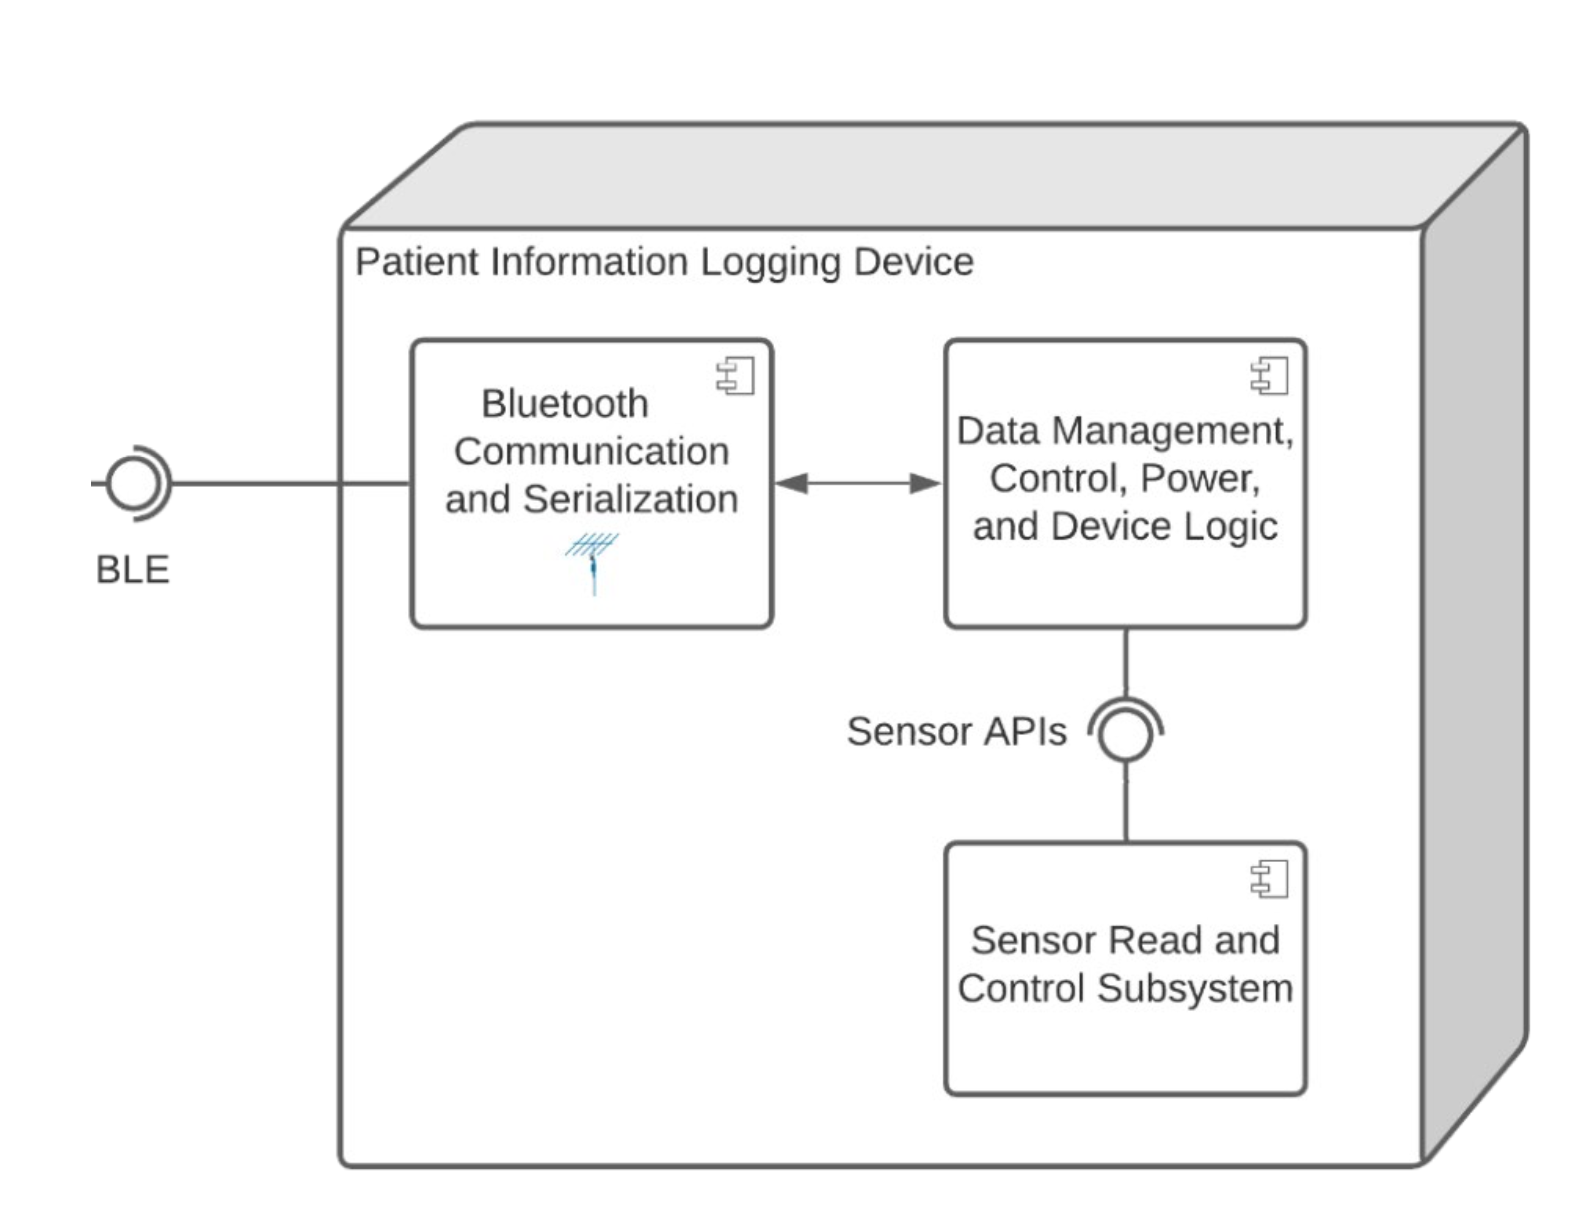 Patient Information Logging Device
Bluetooth
Communication
and Serialization
Data Management,
Control, Power,
and Device Logic
BLE
Sensor APIs
Sensor Read and
Control Subsystem